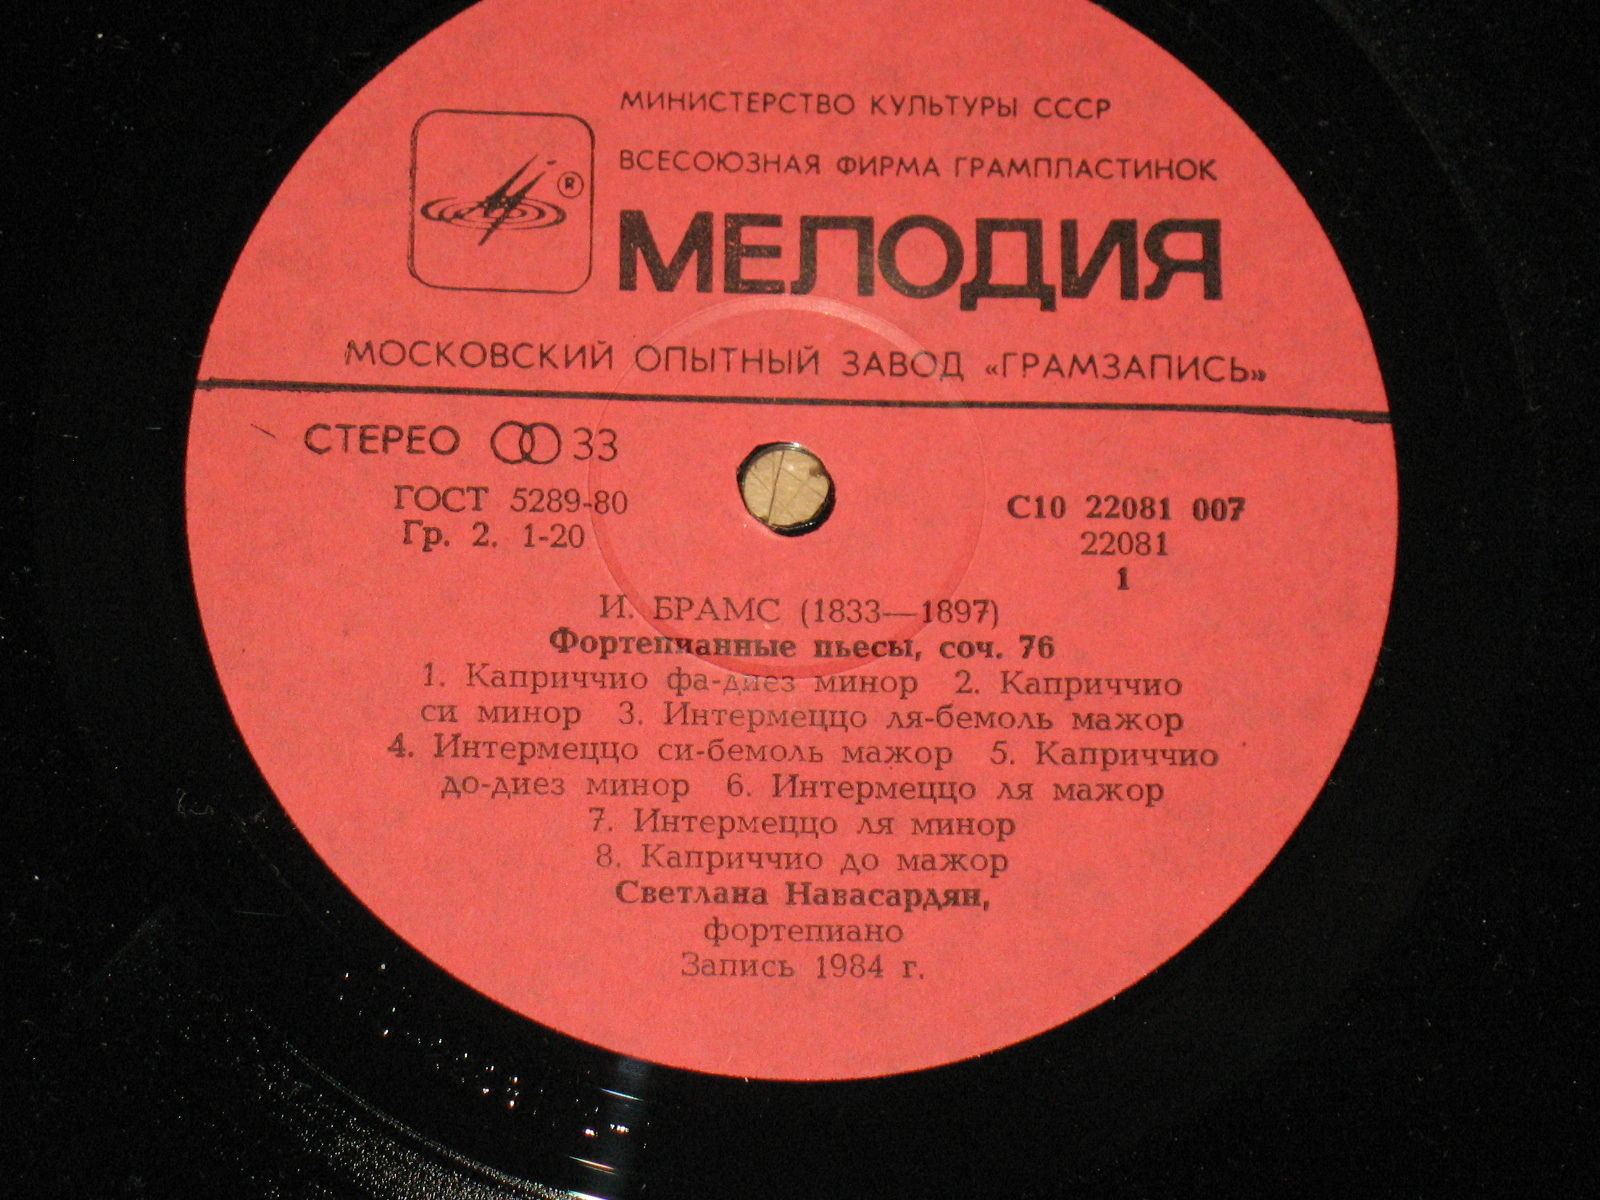 МИНИСТЕРСТВО КУЛЬТУРЫ СССР
ВСЕСОЮЗНАЯ ФИРМА ГРАМПЛАСТИНОК
®
МЕЛОДИЯ
МОСКОВСКИЙ ОПЫТНЫЙ ЗАВОД «ГРАМЗАПИСЬ»
СТЕРЕО 33
ГОСТ 5289-80
Гр. 2. 1-20
С10 22081 007
22081
1
И. БРАМС (1833—1897)
Фортепианные пьесы, соч. 76
1. Каприччио фа-диез минор 2. Каприччио
си минор 3. Интермеццо ля-бемоль мажор
4. Интермеццо си-бемоль мажор 5. Каприччио
до-диез минор 6. Интермеццо ля мажор
7. Интермеццо ля минор
8. Каприччио до мажор
Светлана Навасардян,
фортепиано
Запись 1984 г.